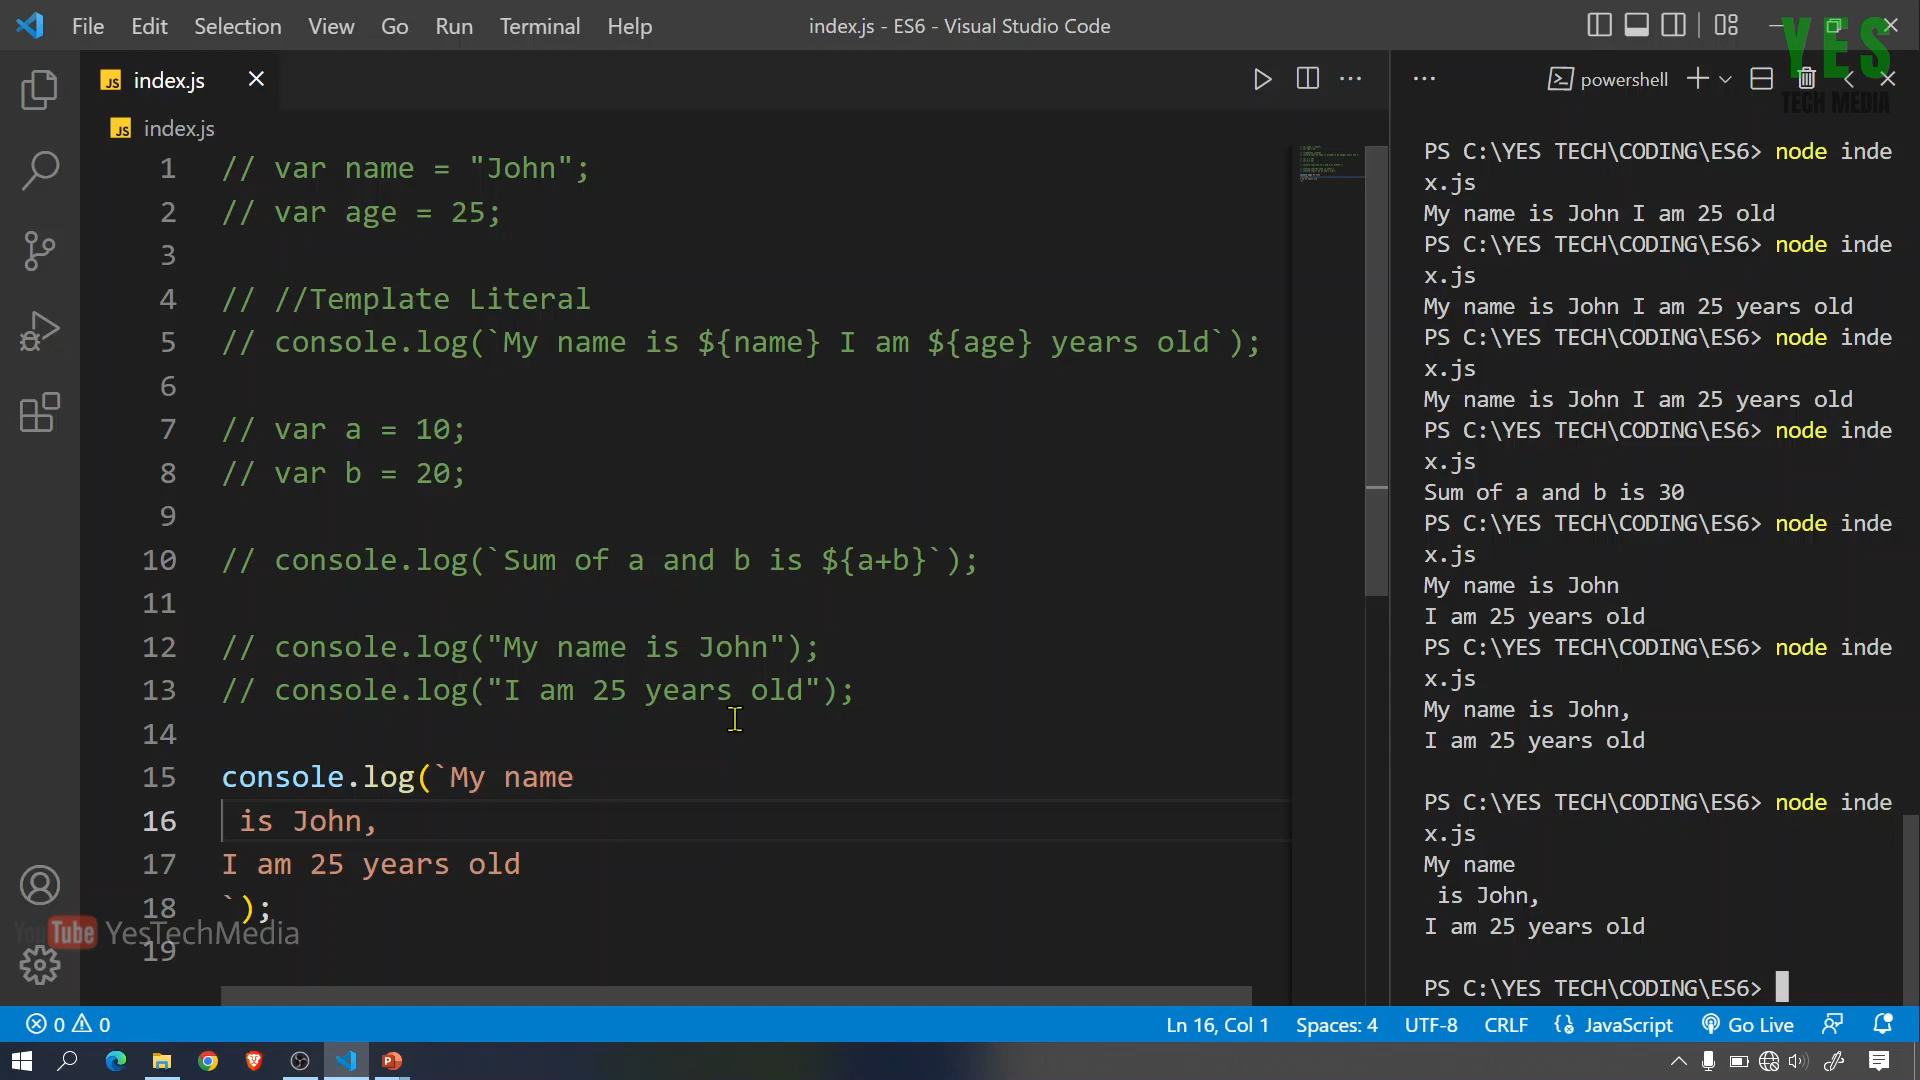 File Edit Selection View Go Run Terminal Help
index.js - ES6 - Visual Studio Code
YES
TECH MEDIA
JS index.js
JS index.js
1 // var name = "John";
2 // var age = 25;
3
4 // //Template Literal
5 // console.log(`My name is ${name} I am ${age} years old`);
6
7 // var a = 10;
8 // var b = 20;
9
10 // console.log(`Sum of a and b is ${a+b}`);
11
12 // console.log("My name is John");
13 // console.log("I am 25 years old");
14
15 console.log(`My name
16  is John,
17 I am 25 years old
18 `);
19
YouTube YesTechMedia
powershell
PS C:\YES TECH\CODING\ES6> node inde
x.js
My name is John I am 25 old
PS C:\YES TECH\CODING\ES6> node inde
x.js
My name is John I am 25 years old
PS C:\YES TECH\CODING\ES6> node inde
x.js
My name is John I am 25 years old
PS C:\YES TECH\CODING\ES6> node inde
x.js
Sum of a and b is 30
PS C:\YES TECH\CODING\ES6> node inde
x.js
My name is John
I am 25 years old
PS C:\YES TECH\CODING\ES6> node inde
x.js
My name is John,
I am 25 years old
PS C:\YES TECH\CODING\ES6> node inde
x.js
My name
 is John,
I am 25 years old
PS C:\YES TECH\CODING\ES6>
0 0 Ln 16, Col 1 Spaces: 4 UTF-8 CRLF JavaScript Go Live